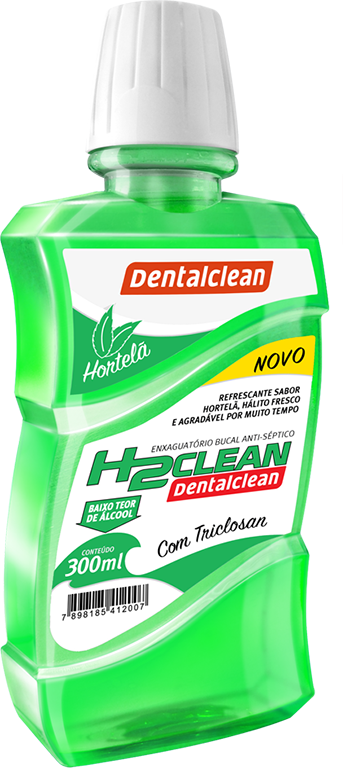 Dentalclean
Hortelã
NOVO
REFRESCANTE SABOR
HORTELÃ, HÁLITO FRESCO
E AGRADÁVEL POR MUITO TEMPO
ENXAGUATÓRIO BUCAL ANTI-SÉPTICO
H2CLEAN
Dentalclean
BAIXO TEOR
DE ÁLCOOL
Com Triclosan
CONTEÚDO
300ml
7 898185 412007